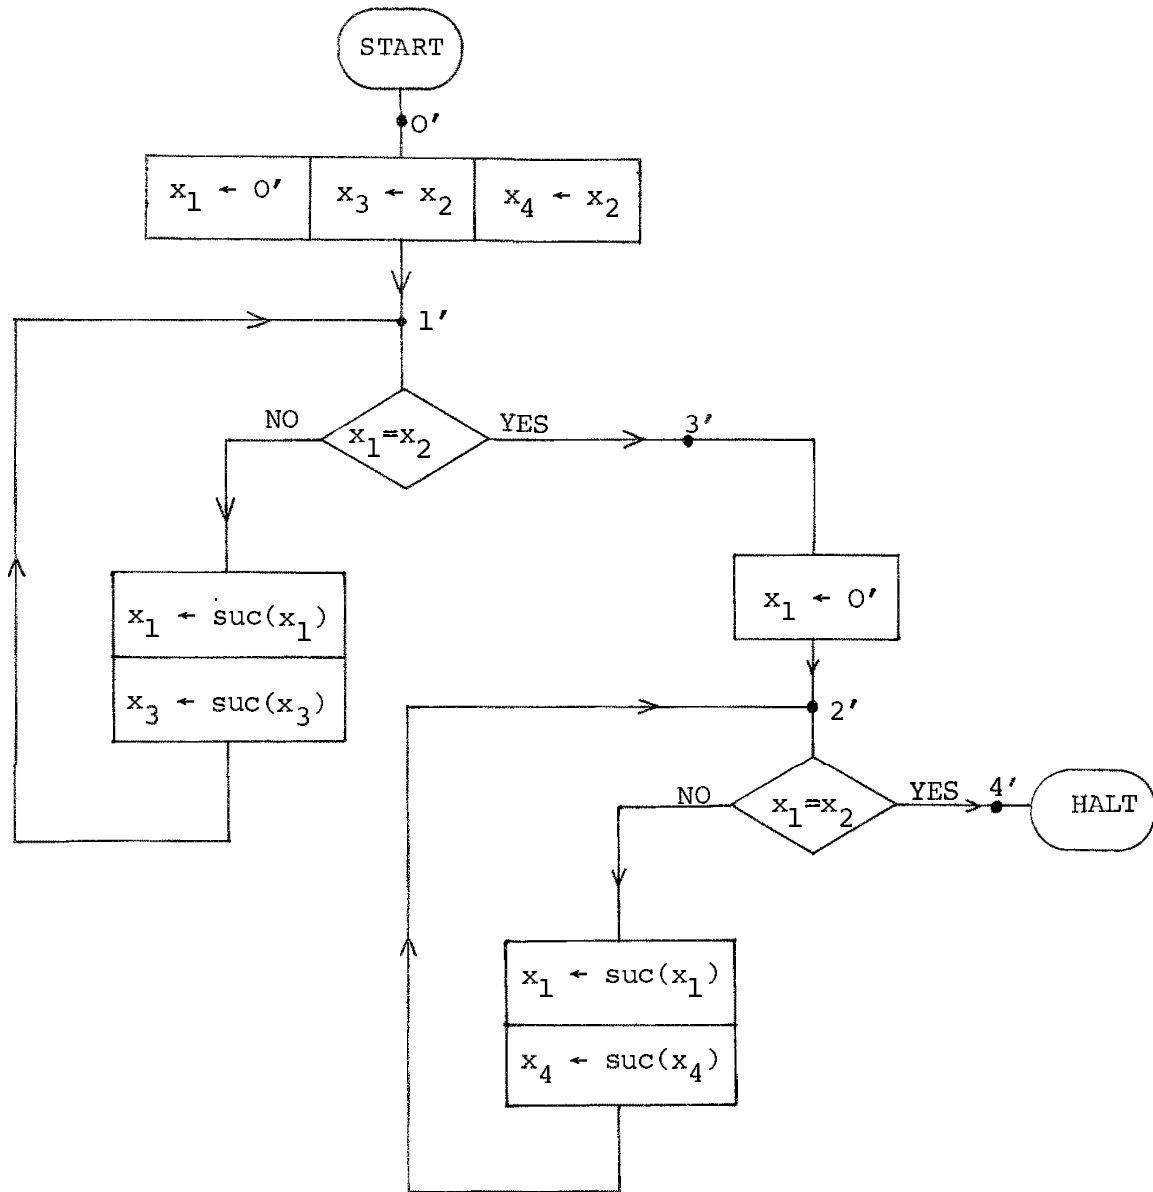 START
0'
x1 ← 0' x3 ← x2 x4 ← x2
1'
NO x1=x2 YES 3'
x1 ← suc(x1)
x3 ← suc(x3)
x1 ← 0'
2'
NO x1=x2 YES 4' HALT
x1 ← suc(x1)
x4 ← suc(x4)